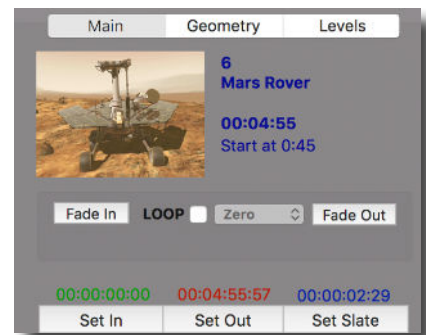 Main Geometry Levels
6
Mars Rover
00:04:55
Start at 0:45
Fade In LOOP Zero Fade Out
00:00:00:00 00:04:55:57 00:00:02:29
Set In Set Out Set Slate